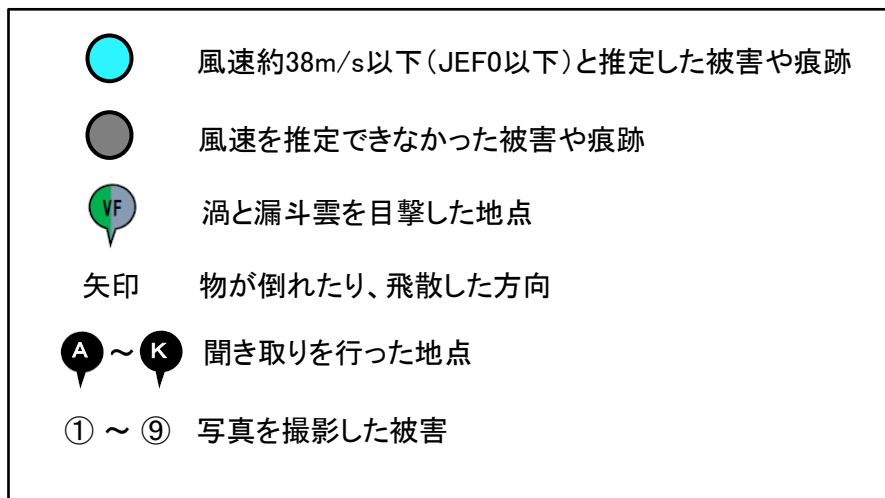 風速約38m/s以下（JEF0以下）と推定した被害や痕跡
風速を推定できなかった被害や痕跡
VF 渦と漏斗雲を目撃した地点
矢印 物が倒れたり、飛散した方向
A ～ K 聞き取りを行った地点
① ～ ⑨ 写真を撮影した被害